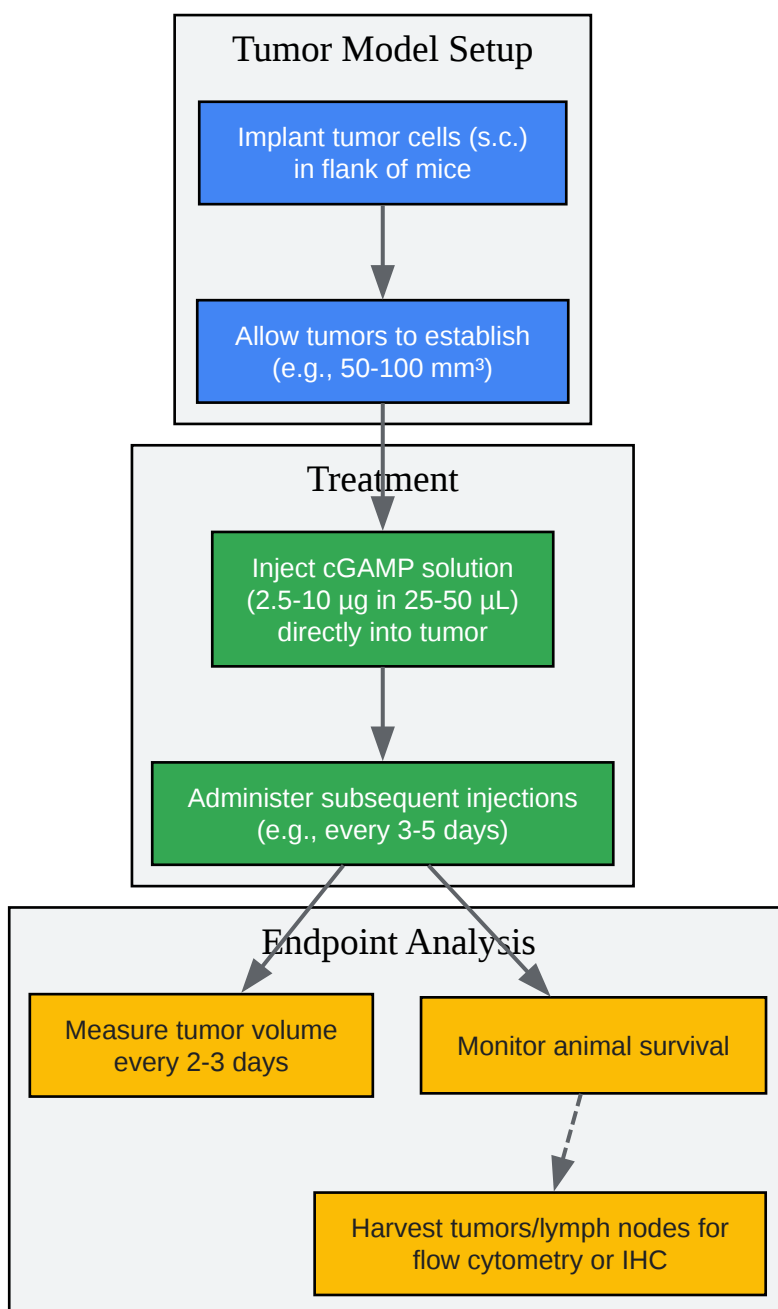 Tumor Model Setup
Implant tumor cells (s.c.)
in flank of mice
Allow tumors to establish
(e.g., 50-100 mm³)
Treatment
Inject cGAMP solution
(2.5-10 µg in 25-50 µL)
directly into tumor
Administer subsequent injections
(e.g., every 3-5 days)
Endpoint Analysis
Measure tumor volume
every 2-3 days
Monitor animal survival
Harvest tumors/lymph nodes for
flow cytometry or IHC